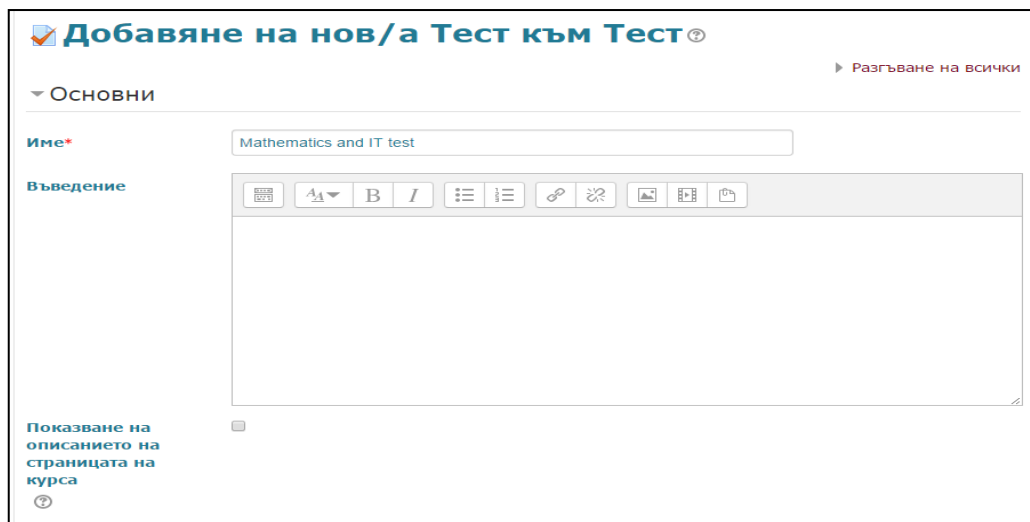 Добавяне на нов/а Тест към Тест
Разгъване на всички
Основни
Име*
Mathematics and IT test
Въведение
Показване на
описанието на
страницата на
курса